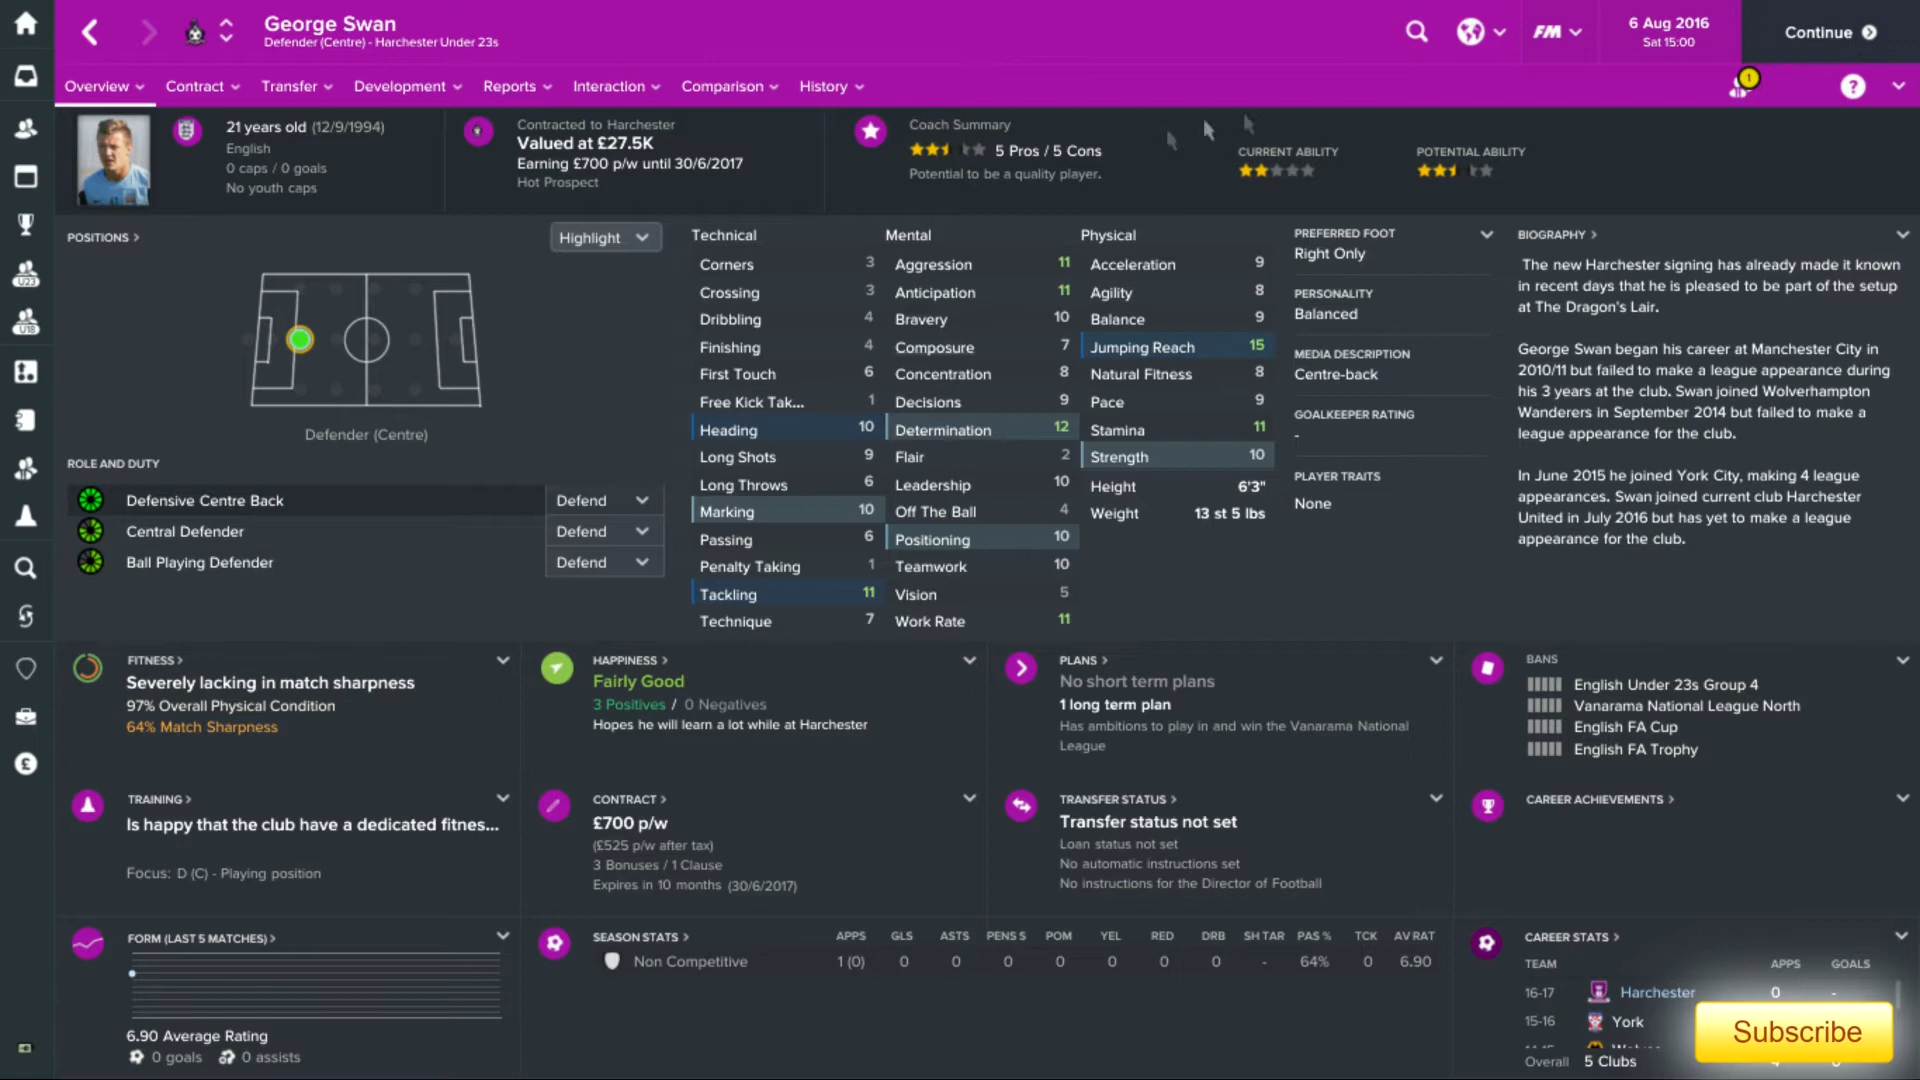 George Swan
Defender (Centre) - Harchester Under 23s
FM
6 Aug 2016
Sat 15:00
Continue
Overview
Contract
Transfer
Development
Reports
Interaction
Comparison
History
1
?
21 years old (12/9/1994)
English
0 caps / 0 goals
No youth caps
Contracted to Harchester
Valued at £27.5K
Earning £700 p/w until 30/6/2017
Hot Prospect
Coach Summary
5 Pros / 5 Cons
Potential to be a quality player.
CURRENT ABILITY
POTENTIAL ABILITY
U23
U18
POSITIONS >
Highlight
Defender (Centre)
ROLE AND DUTY
Defensive Centre Back Defend
Central Defender Defend
Ball Playing Defender Defend
Technical
Corners 3
Crossing 3
Dribbling 4
Finishing 4
First Touch 6
Free Kick Tak... 1
Heading 10
Long Shots 9
Long Throws 6
Marking 10
Passing 6
Penalty Taking 1
Tackling 11
Technique 7
Mental
Aggression 11
Anticipation 11
Bravery 10
Composure 7
Concentration 8
Decisions 9
Determination 12
Flair 2
Leadership 10
Off The Ball 4
Positioning 10
Teamwork 10
Vision 5
Work Rate 11
Physical
Acceleration 9
Agility 8
Balance 9
Jumping Reach 15
Natural Fitness 8
Pace 9
Stamina 11
Strength 10
Height 6'3"
Weight 13 st 5 lbs
PREFERRED FOOT
Right Only
PERSONALITY
Balanced
MEDIA DESCRIPTION
Centre-back
GOALKEEPER RATING
-
PLAYER TRAITS
None
BIOGRAPHY >
The new Harchester signing has already made it known
in recent days that he is pleased to be part of the setup
at The Dragon's Lair.
George Swan began his career at Manchester City in
2010/11 but failed to make a league appearance during
his 3 years at the club. Swan joined Wolverhampton
Wanderers in September 2014 but failed to make a
league appearance for the club.
In June 2015 he joined York City, making 4 league
appearances. Swan joined current club Harchester
United in July 2016 but has yet to make a league
appearance for the club.
FITNESS >
Severely lacking in match sharpness
97% Overall Physical Condition
64% Match Sharpness
HAPPINESS >
Fairly Good
3 Positives / 0 Negatives
Hopes he will learn a lot while at Harchester
PLANS >
No short term plans
1 long term plan
Has ambitions to play in and win the Vanarama National
League
BANS
English Under 23s Group 4
Vanarama National League North
English FA Cup
English FA Trophy
TRAINING >
Is happy that the club have a dedicated fitnes...
Focus: D (C) - Playing position
CONTRACT >
£700 p/w
(£525 p/w after tax)
3 Bonuses / 1 Clause
Expires in 10 months (30/6/2017)
TRANSFER STATUS >
Transfer status not set
Loan status not set
No automatic instructions set
No instructions for the Director of Football
CAREER ACHIEVEMENTS >
FORM (LAST 5 MATCHES) >
6.90 Average Rating
0 goals 0 assists
SEASON STATS > APPS GLS ASTS PENS S POM YEL RED DRB SH TAR PAS % TCK AV RAT
Non Competitive 1 (0) 0 0 0 0 0 0 0 - 64% 0 6.90
CAREER STATS >
TEAM APPS GOALS
16-17 Harchester 0 -
15-16 York
Overall 5 Clubs
Subscribe